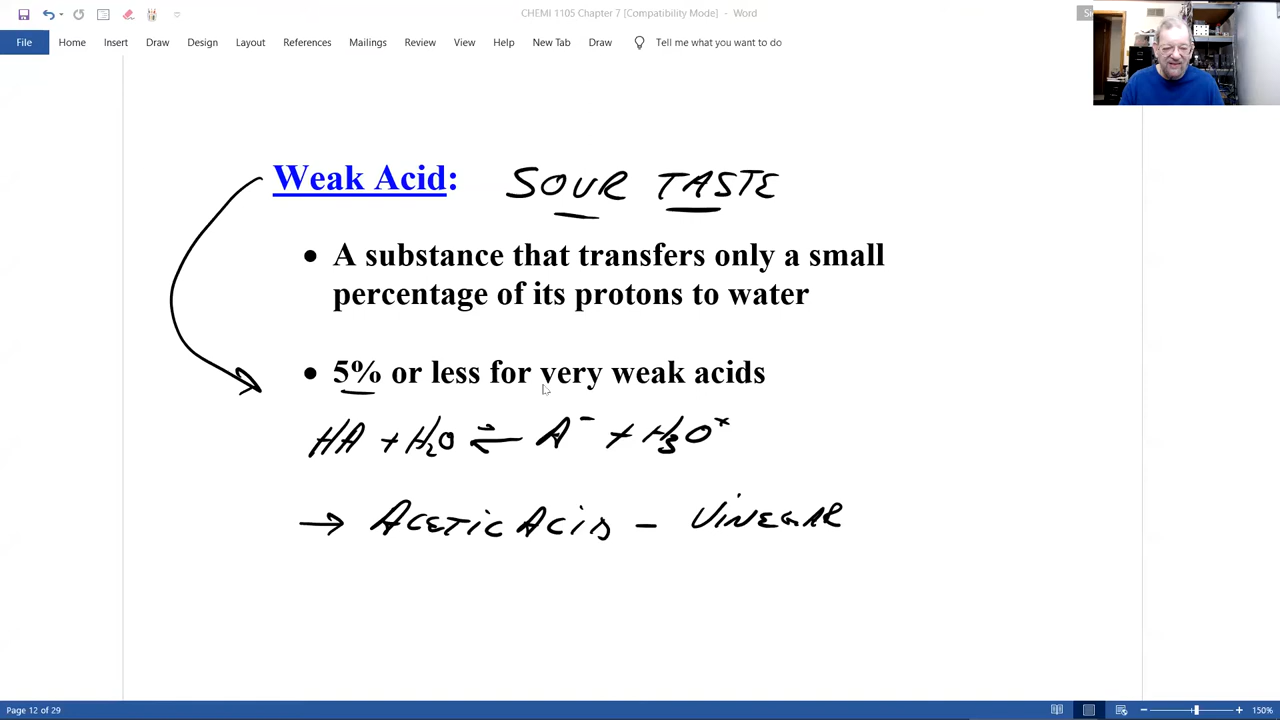 CHEMI 1105 Chapter 7 [Compatibility Mode] - Word
File Home Insert Draw Design Layout References Mailings Review View Help New Tab Draw Tell me what you want to do
Weak Acid: SOUR TASTE
• A substance that transfers only a small
percentage of its protons to water
• 5% or less for very weak acids
HA + H₂O ⇌ A⁻ + H₃O⁺
→ ACETIC ACID - VINEGAR
Page 12 of 29 150%